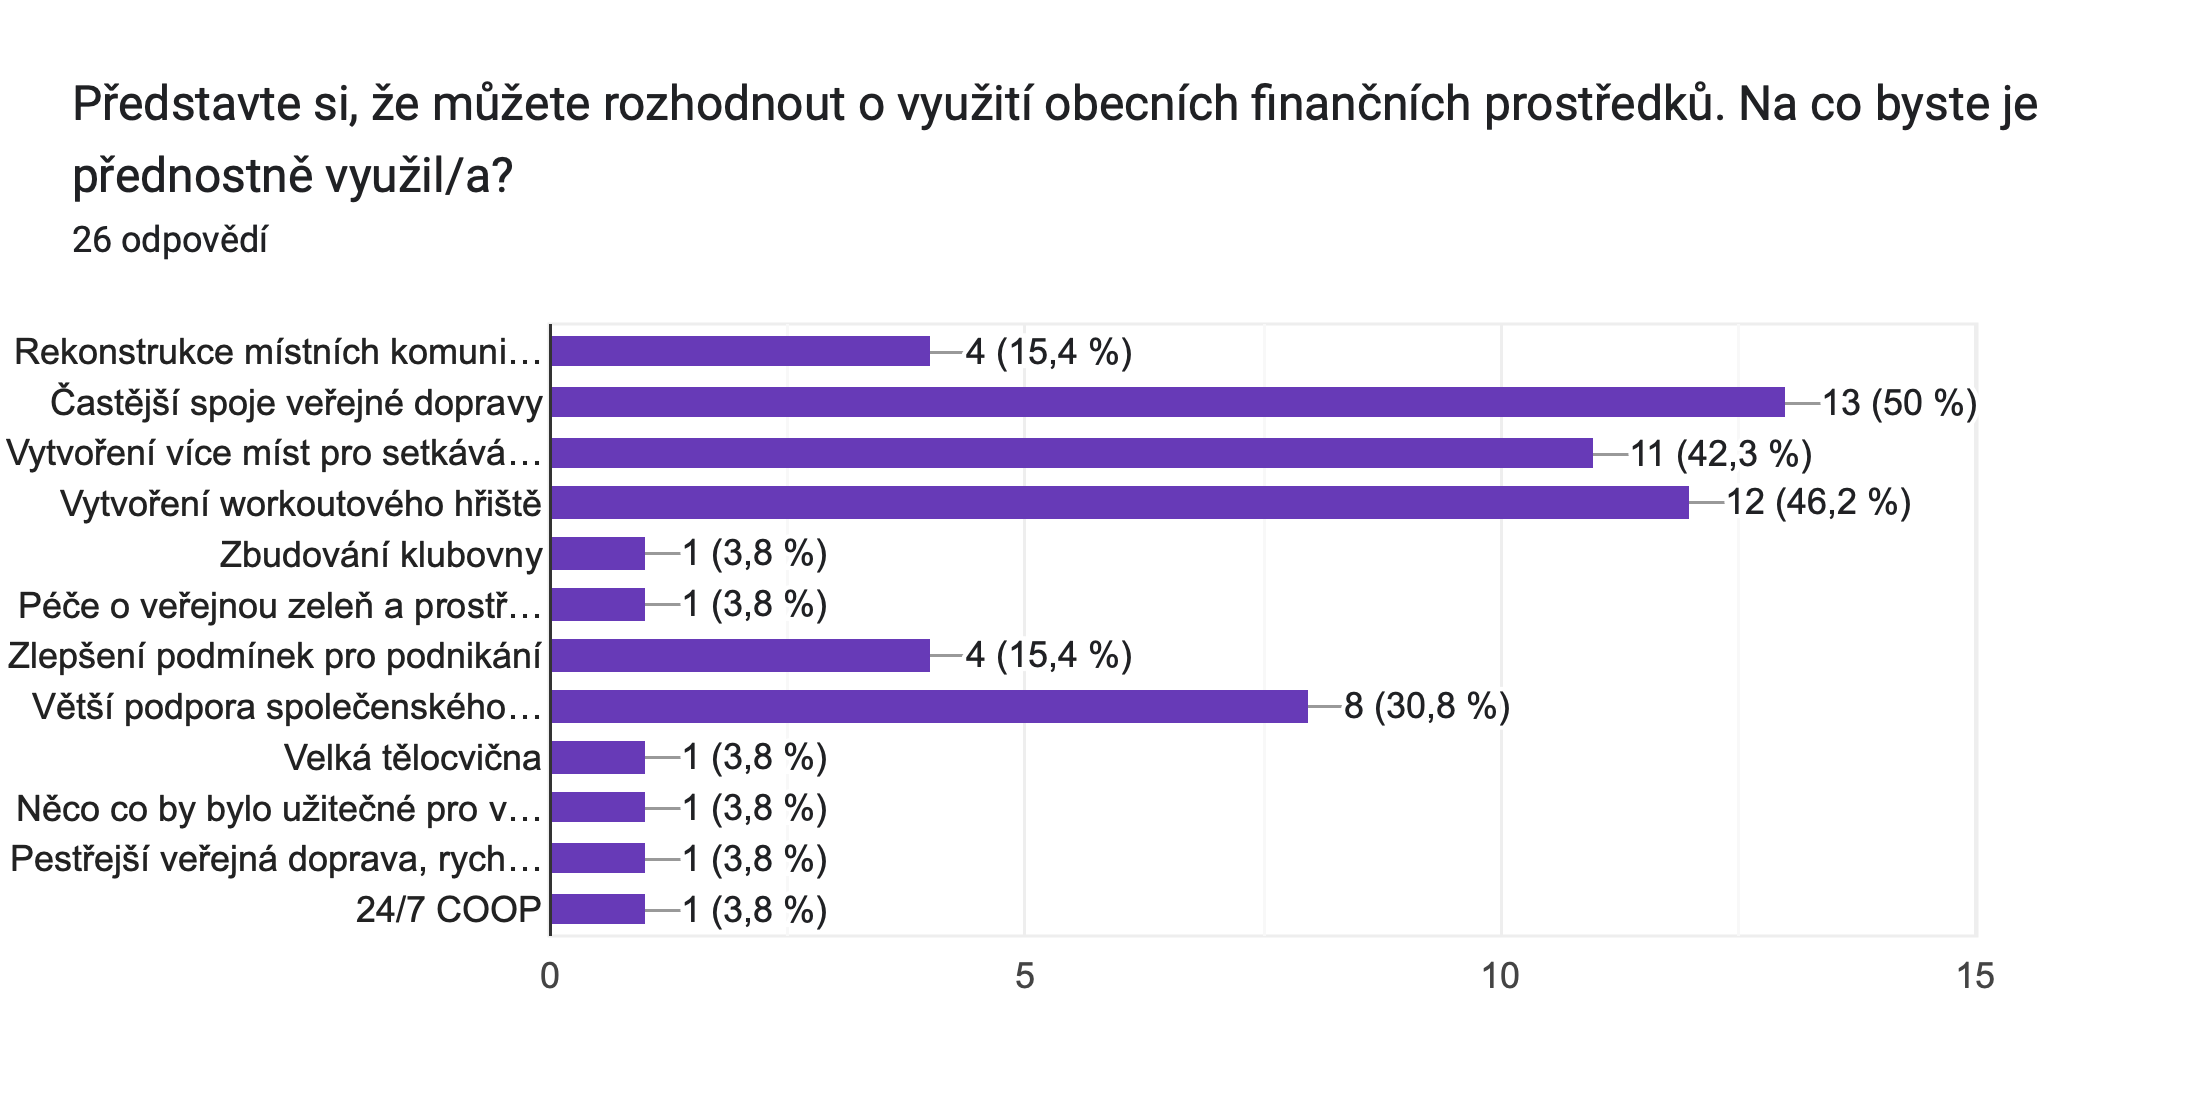 Představte si, že můžete rozhodnout o využití obecních finančních prostředků. Na co byste je
přednostně využil/a?
26 odpovědí
Rekonstrukce místních komuni… 4 (15,4 %)
Častější spoje veřejné dopravy 13 (50 %)
Vytvoření více míst pro setkává… 11 (42,3 %)
Vytvoření workoutového hřiště 12 (46,2 %)
Zbudování klubovny 1 (3,8 %)
Péče o veřejnou zeleň a prostř… 1 (3,8 %)
Zlepšení podmínek pro podnikání 4 (15,4 %)
Větší podpora společenského… 8 (30,8 %)
Velká tělocvična 1 (3,8 %)
Něco co by bylo užitečné pro v… 1 (3,8 %)
Pestřejší veřejná doprava, rych… 1 (3,8 %)
24/7 COOP 1 (3,8 %)
0 5 10 15